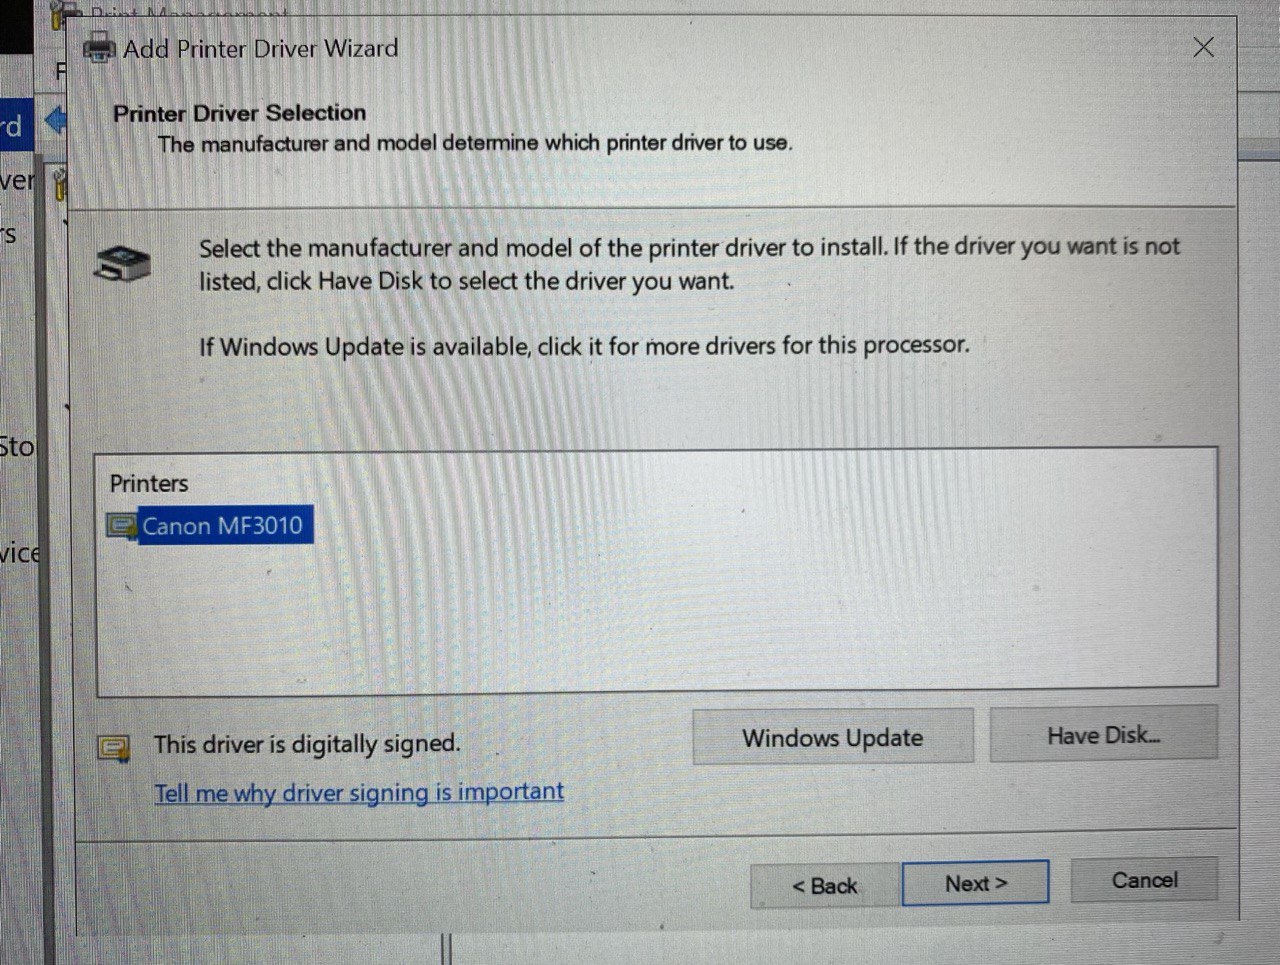 Print Management
Add Printer Driver Wizard
F
rd
Printer Driver Selection
The manufacturer and model determine which printer driver to use.
ver
rs
Select the manufacturer and model of the printer driver to install. If the driver you want is not
listed, click Have Disk to select the driver you want.
If Windows Update is available, click it for more drivers for this processor.
Sto
Printers
Canon MF3010
vice
This driver is digitally signed.
Windows Update
Have Disk...
Tell me why driver signing is important
< Back
Next >
Cancel